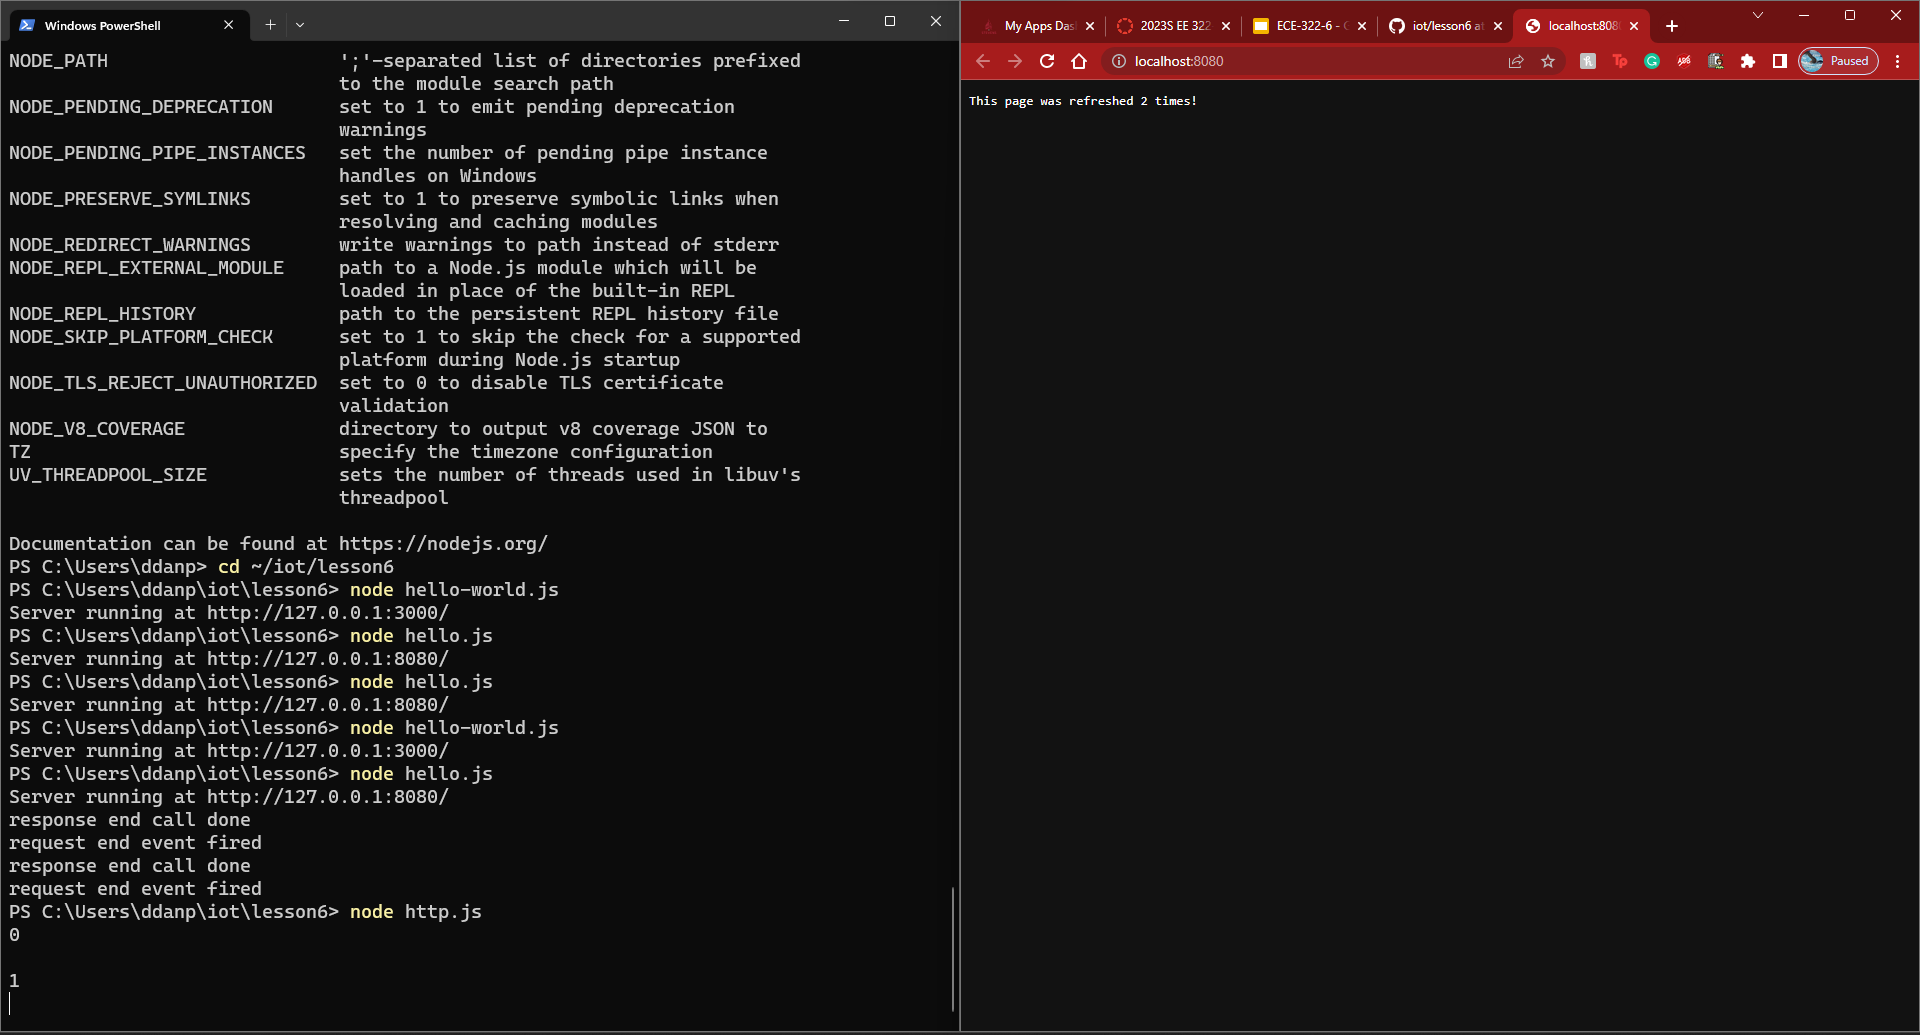 Windows PowerShell
NODE_PATH                     ';'-separated list of directories prefixed
                              to the module search path
NODE_PENDING_DEPRECATION      set to 1 to emit pending deprecation
                              warnings
NODE_PENDING_PIPE_INSTANCES   set the number of pending pipe instance
                              handles on Windows
NODE_PRESERVE_SYMLINKS        set to 1 to preserve symbolic links when
                              resolving and caching modules
NODE_REDIRECT_WARNINGS        write warnings to path instead of stderr
NODE_REPL_EXTERNAL_MODULE     path to a Node.js module which will be
                              loaded in place of the built-in REPL
NODE_REPL_HISTORY             path to the persistent REPL history file
NODE_SKIP_PLATFORM_CHECK      set to 1 to skip the check for a supported
                              platform during Node.js startup
NODE_TLS_REJECT_UNAUTHORIZED  set to 0 to disable TLS certificate
                              validation
NODE_V8_COVERAGE              directory to output v8 coverage JSON to
TZ                            specify the timezone configuration
UV_THREADPOOL_SIZE            sets the number of threads used in libuv's
                              threadpool

Documentation can be found at https://nodejs.org/
PS C:\Users\ddanp> cd ~/iot/lesson6
PS C:\Users\ddanp\iot\lesson6> node hello-world.js
Server running at http://127.0.0.1:3000/
PS C:\Users\ddanp\iot\lesson6> node hello.js
Server running at http://127.0.0.1:8080/
PS C:\Users\ddanp\iot\lesson6> node hello.js
Server running at http://127.0.0.1:8080/
PS C:\Users\ddanp\iot\lesson6> node hello-world.js
Server running at http://127.0.0.1:3000/
PS C:\Users\ddanp\iot\lesson6> node hello.js
Server running at http://127.0.0.1:8080/
response end call done
request end event fired
response end call done
request end event fired
PS C:\Users\ddanp\iot\lesson6> node http.js
0

1
My Apps Das
2023S EE 322
ECE-322-6 - G
iot/lesson6 at
localhost:808
localhost:8080
Paused
This page was refreshed 2 times!